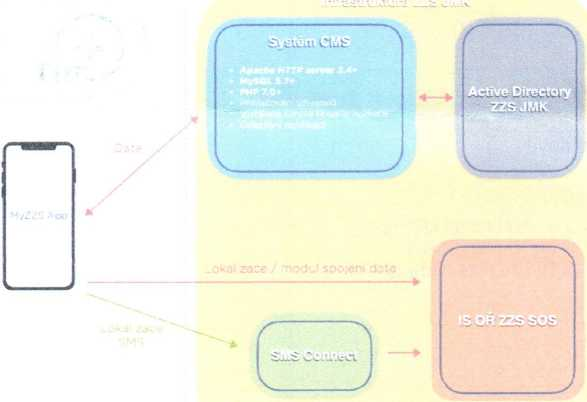 Infrastruktura ZZS JMK
Systém CMS
• Apache HTTP server 2.4+
• MySQL 5.7+
• PHP 7.0+
Active Directory
ZZS JMK
Data
MyZZS App
Lokalizace / modul spojení data
Lokalizace
SMS
SMS Connect
IS OŘ ZZS SOS